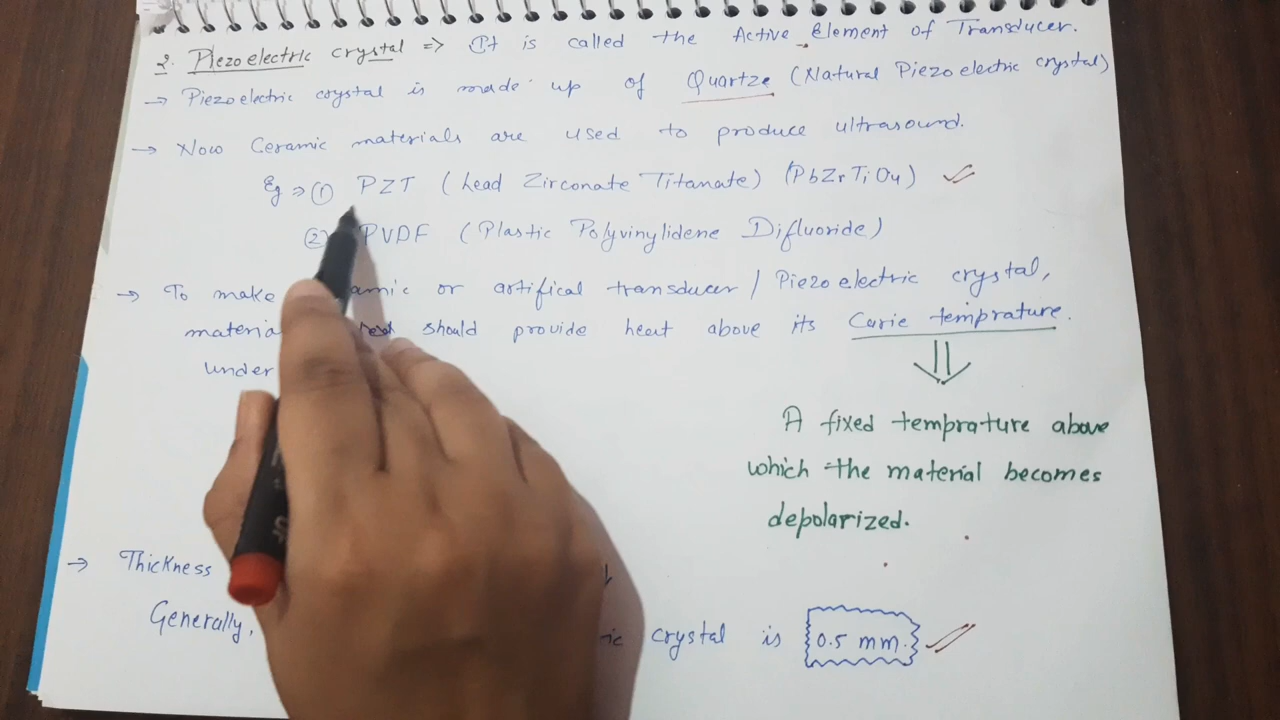 2. Piezoelectric crystal => It is called the Active Element of Transducer.
→ Piezoelectric crystal is made up of Quartze (Natural Piezoelectric crystal)
→ Now Ceramic materials are used to produce ultrasound.
Eg => ① PZT (Lead Zirconate Titanate) (PbZrTiO4)
② PVDF (Plastic Polyvinylidene Difluoride)
→ To make or artifical transducer / Piezoelectric crystal,
should provide heat above its Curie temprature.
under
⇓
A fixed temprature above
which the material becomes
depolarized.
→ Thickness
Generally, crystal is 0.5 mm.